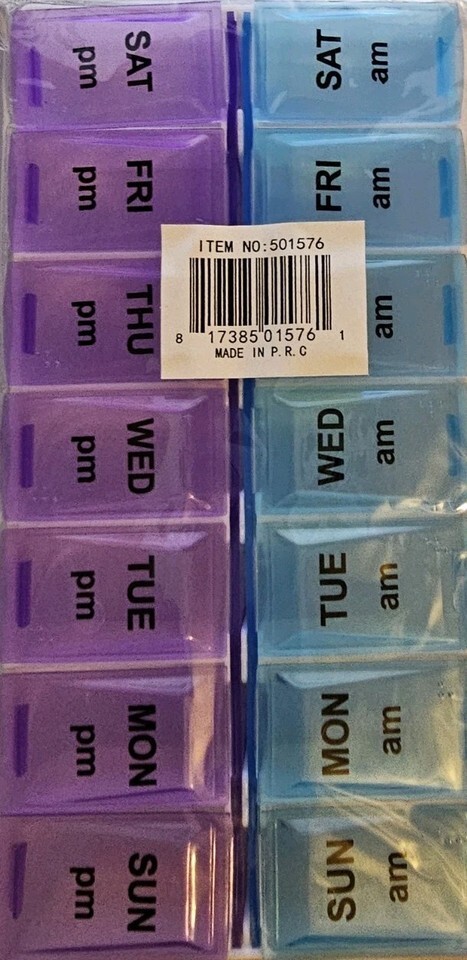 SAT
pm
SAT
am
FRI
pm
FRI
am
ITEM NO:501576
8 17385 01576 1
MADE IN P.R.C
THU
pm
am
WED
pm
WED
am
TUE
pm
TUE
am
MON
pm
MON
am
SUN
pm
SUN
am